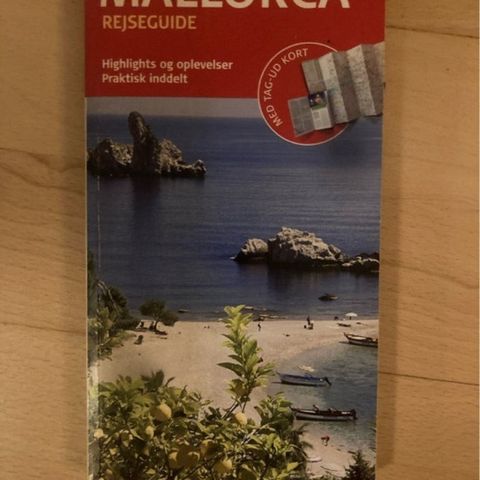 MALLORCA
REJSEGUIDE
Highlights og oplevelser
Praktisk inddelt
MED TAG-UD KORT